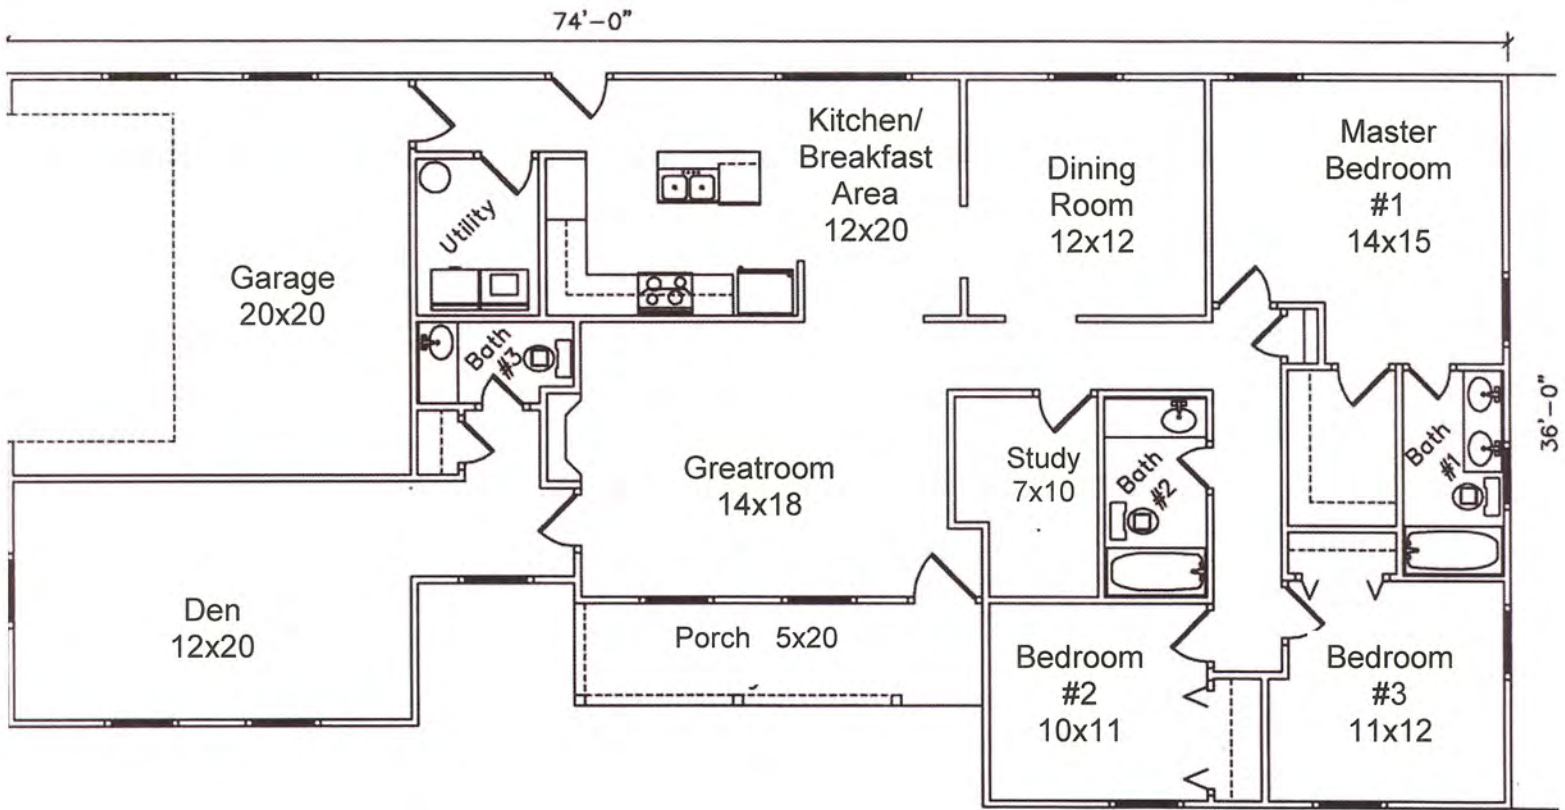 74'-0"
Kitchen/
Breakfast
Area
12x20
Dining
Room
12x12
Master
Bedroom
#1
14x15
Utility
Garage
20x20
Bath
#3
36'-0"
Greatroom
14x18
Study
7x10
Bath
#2
Bath
#1
Den
12x20
Porch 5x20
Bedroom
#2
10x11
Bedroom
#3
11x12